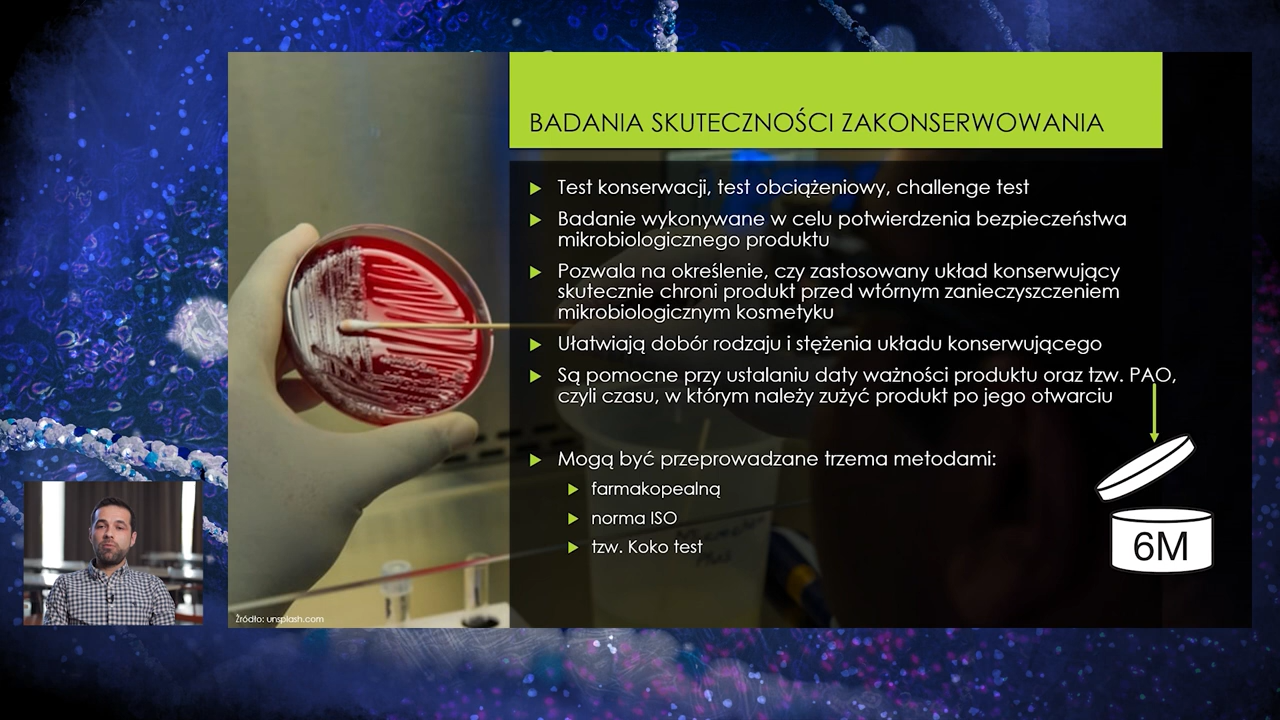 BADANIA SKUTECZNOŚCI ZAKONSERWOWANIA
Test konserwacji, test obciążeniowy, challenge test
Badanie wykonywane w celu potwierdzenia bezpieczeństwa
mikrobiologicznego produktu
Pozwala na określenie, czy zastosowany układ konserwujący
skutecznie chroni produkt przed wtórnym zanieczyszczeniem
mikrobiologicznym kosmetyku
Ułatwiają dobór rodzaju i stężenia układu konserwującego
Są pomocne przy ustalaniu daty ważności produktu oraz tzw. PAO,
czyli czasu, w którym należy zużyć produkt po jego otwarciu
Mogą być przeprowadzane trzema metodami:
farmakopealną
norma ISO
tzw. Koko test
6M
Źródło: unsplash.com